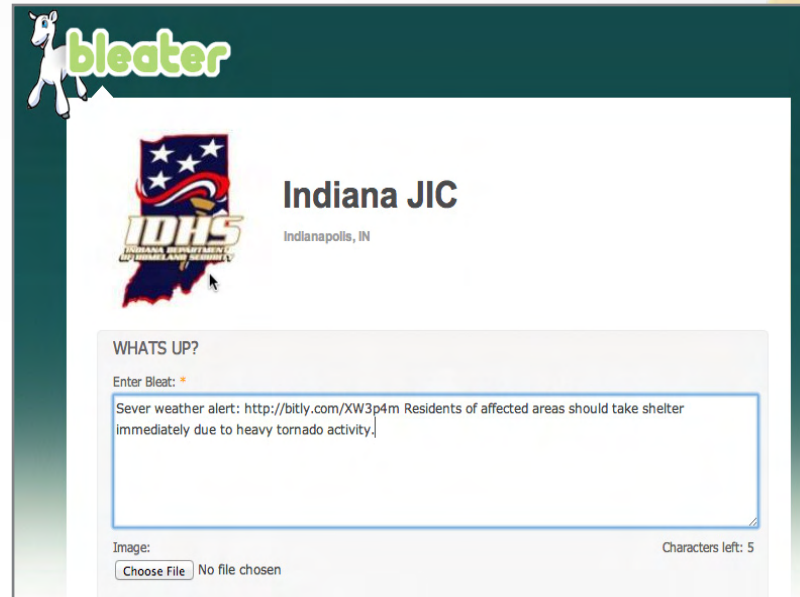 bleater
Indiana JIC
IDHS
INDIANA DEPARTMENT
OF HOMELAND SECURITY
Indianapolis, IN
WHATS UP?
Enter Bleat: *
Sever weather alert: http://bitly.com/XW3p4m Residents of affected areas should take shelter
immediately due to heavy tornado activity.
Image:
Characters left: 5
Choose File No file chosen